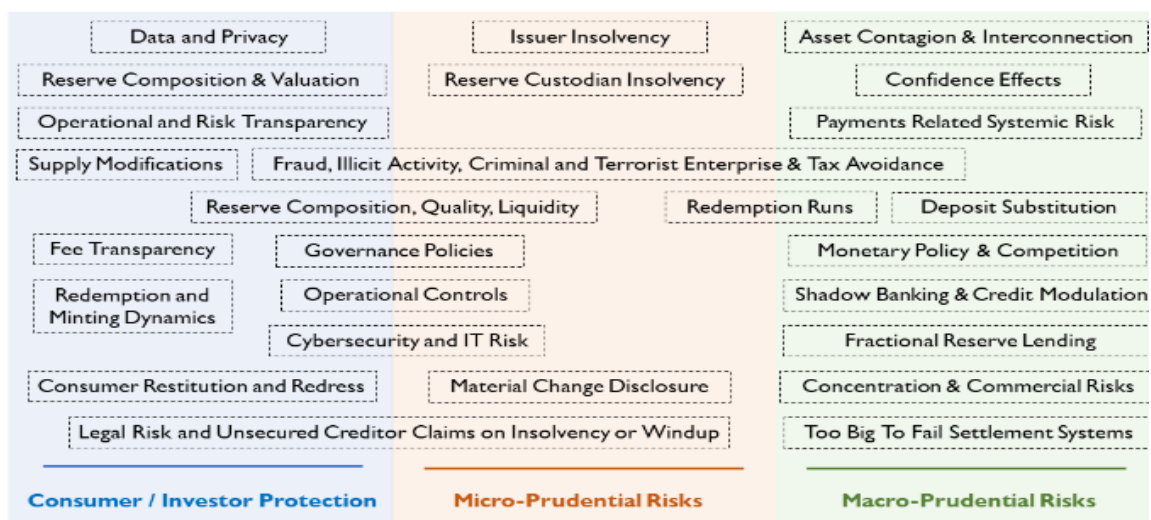 Data and Privacy
Issuer Insolvency
Asset Contagion & Interconnection
Reserve Composition & Valuation
Reserve Custodian Insolvency
Confidence Effects
Operational and Risk Transparency
Payments Related Systemic Risk
Supply Modifications
Fraud, Illicit Activity, Criminal and Terrorist Enterprise & Tax Avoidance
Reserve Composition, Quality, Liquidity
Redemption Runs
Deposit Substitution
Fee Transparency
Governance Policies
Monetary Policy & Competition
Redemption and
Minting Dynamics
Operational Controls
Shadow Banking & Credit Modulation
Cybersecurity and IT Risk
Fractional Reserve Lending
Consumer Restitution and Redress
Material Change Disclosure
Concentration & Commercial Risks
Legal Risk and Unsecured Creditor Claims on Insolvency or Windup
Too Big To Fail Settlement Systems
Consumer / Investor Protection
Micro-Prudential Risks
Macro-Prudential Risks